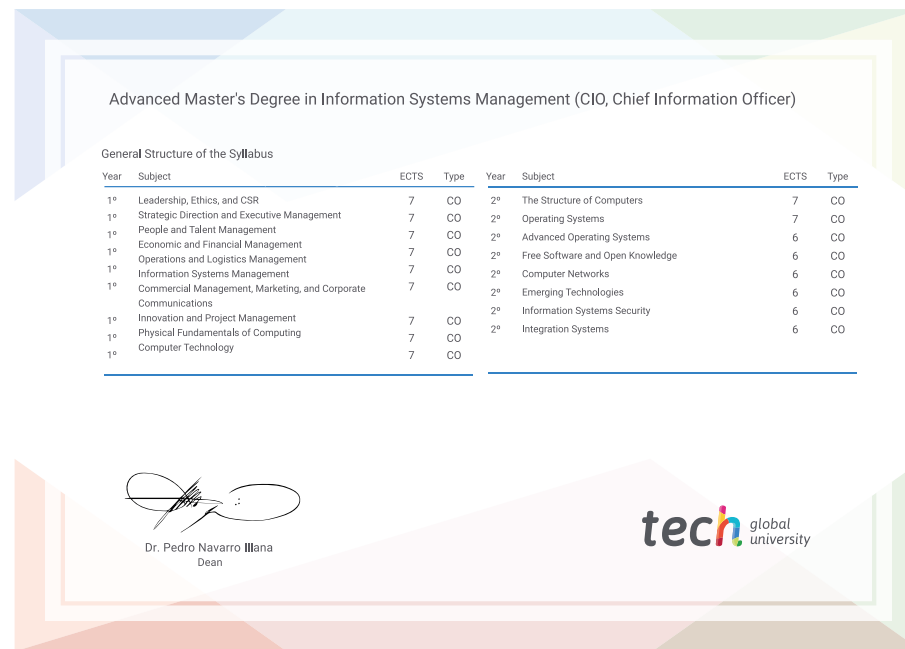 Advanced Master's Degree in Information Systems Management (CIO, Chief Information Officer)
General Structure of the Syllabus
Year Subject ECTS Type
1º Leadership, Ethics, and CSR 7 CO
1º Strategic Direction and Executive Management 7 CO
1º People and Talent Management 7 CO
1º Economic and Financial Management 7 CO
1º Operations and Logistics Management 7 CO
Information Systems Management
1º Commercial Management, Marketing, and Corporate 7 CO
Communications
1º Innovation and Project Management 7 CO
1º Physical Fundamentals of Computing 7 CO
1º Computer Technology 7 CO
Year Subject ECTS Type
2º The Structure of Computers 7 CO
2º Operating Systems 7 CO
2º Advanced Operating Systems 6 CO
2º Free Software and Open Knowledge 6 CO
2º Computer Networks 6 CO
2º Emerging Technologies 6 CO
2º Information Systems Security 6 CO
2º Integration Systems 6 CO
Dr. Pedro Navarro Illana
Dean
tech global
university